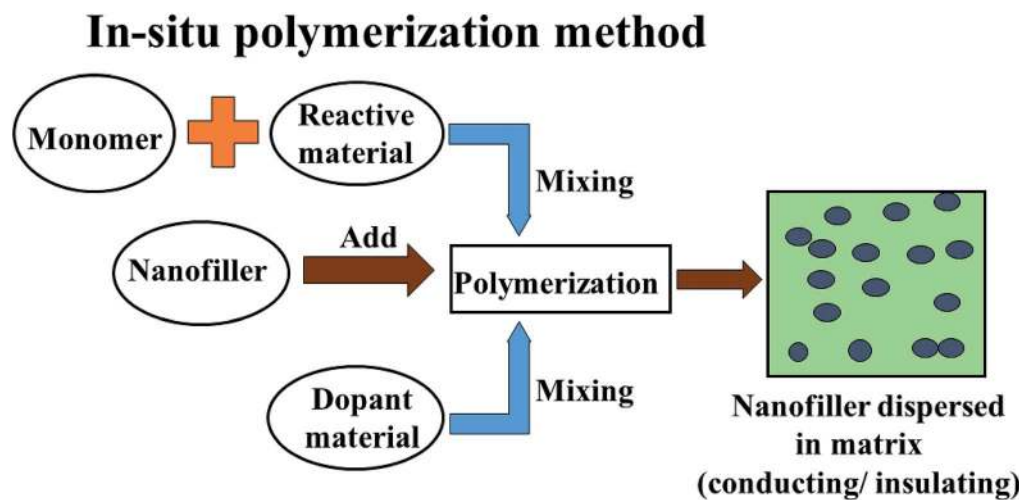 In-situ polymerization method
Monomer
Reactive
material
Mixing
Nanofiller
Add
Polymerization
Dopant
material
Mixing
Nanofiller dispersed
in matrix
(conducting/ insulating)